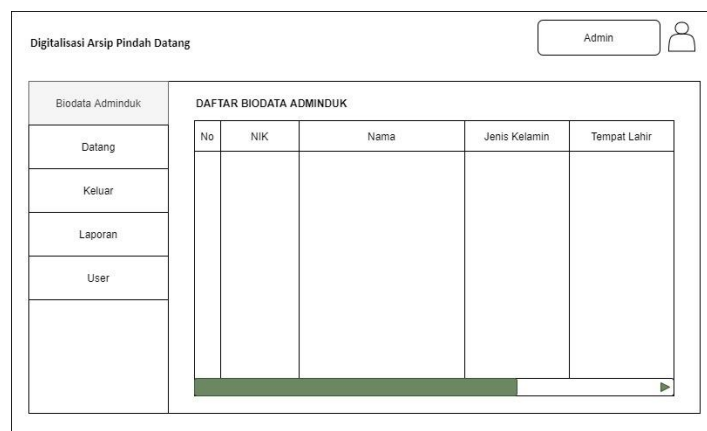 Digitalisasi Arsip Pindah Datang
Admin
Biodata Adminduk
Datang
Keluar
Laporan
User
DAFTAR BIODATA ADMINDUK
No NIK Nama Jenis Kelamin Tempat Lahir